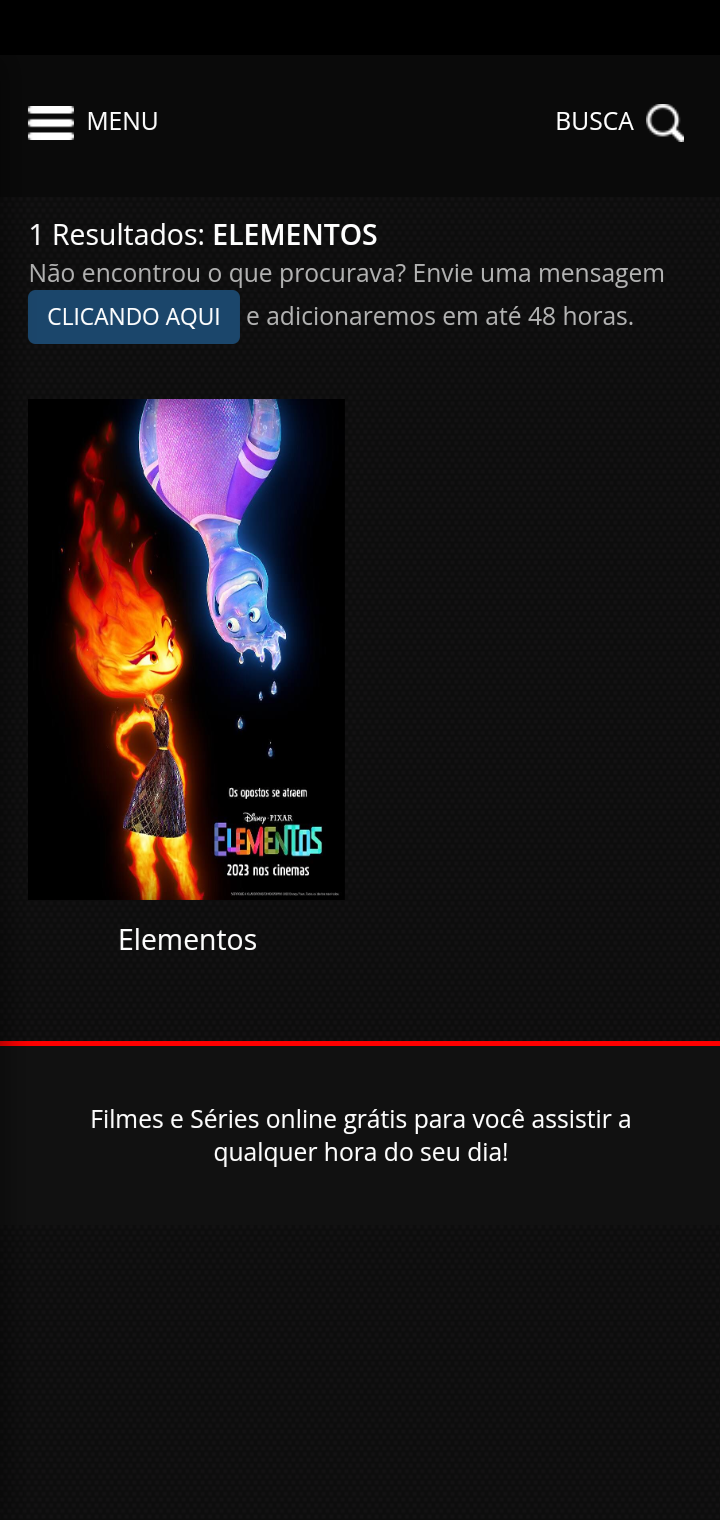 MENU
BUSCA
1 Resultados: ELEMENTOS
Não encontrou o que procurava? Envie uma mensagem
CLICANDO AQUI e adicionaremos em até 48 horas.
Os opostos se atraem
Disney · PIXAR
ELEMENTOS
2023 nos cinemas
Elementos
Filmes e Séries online grátis para você assistir a
qualquer hora do seu dia!